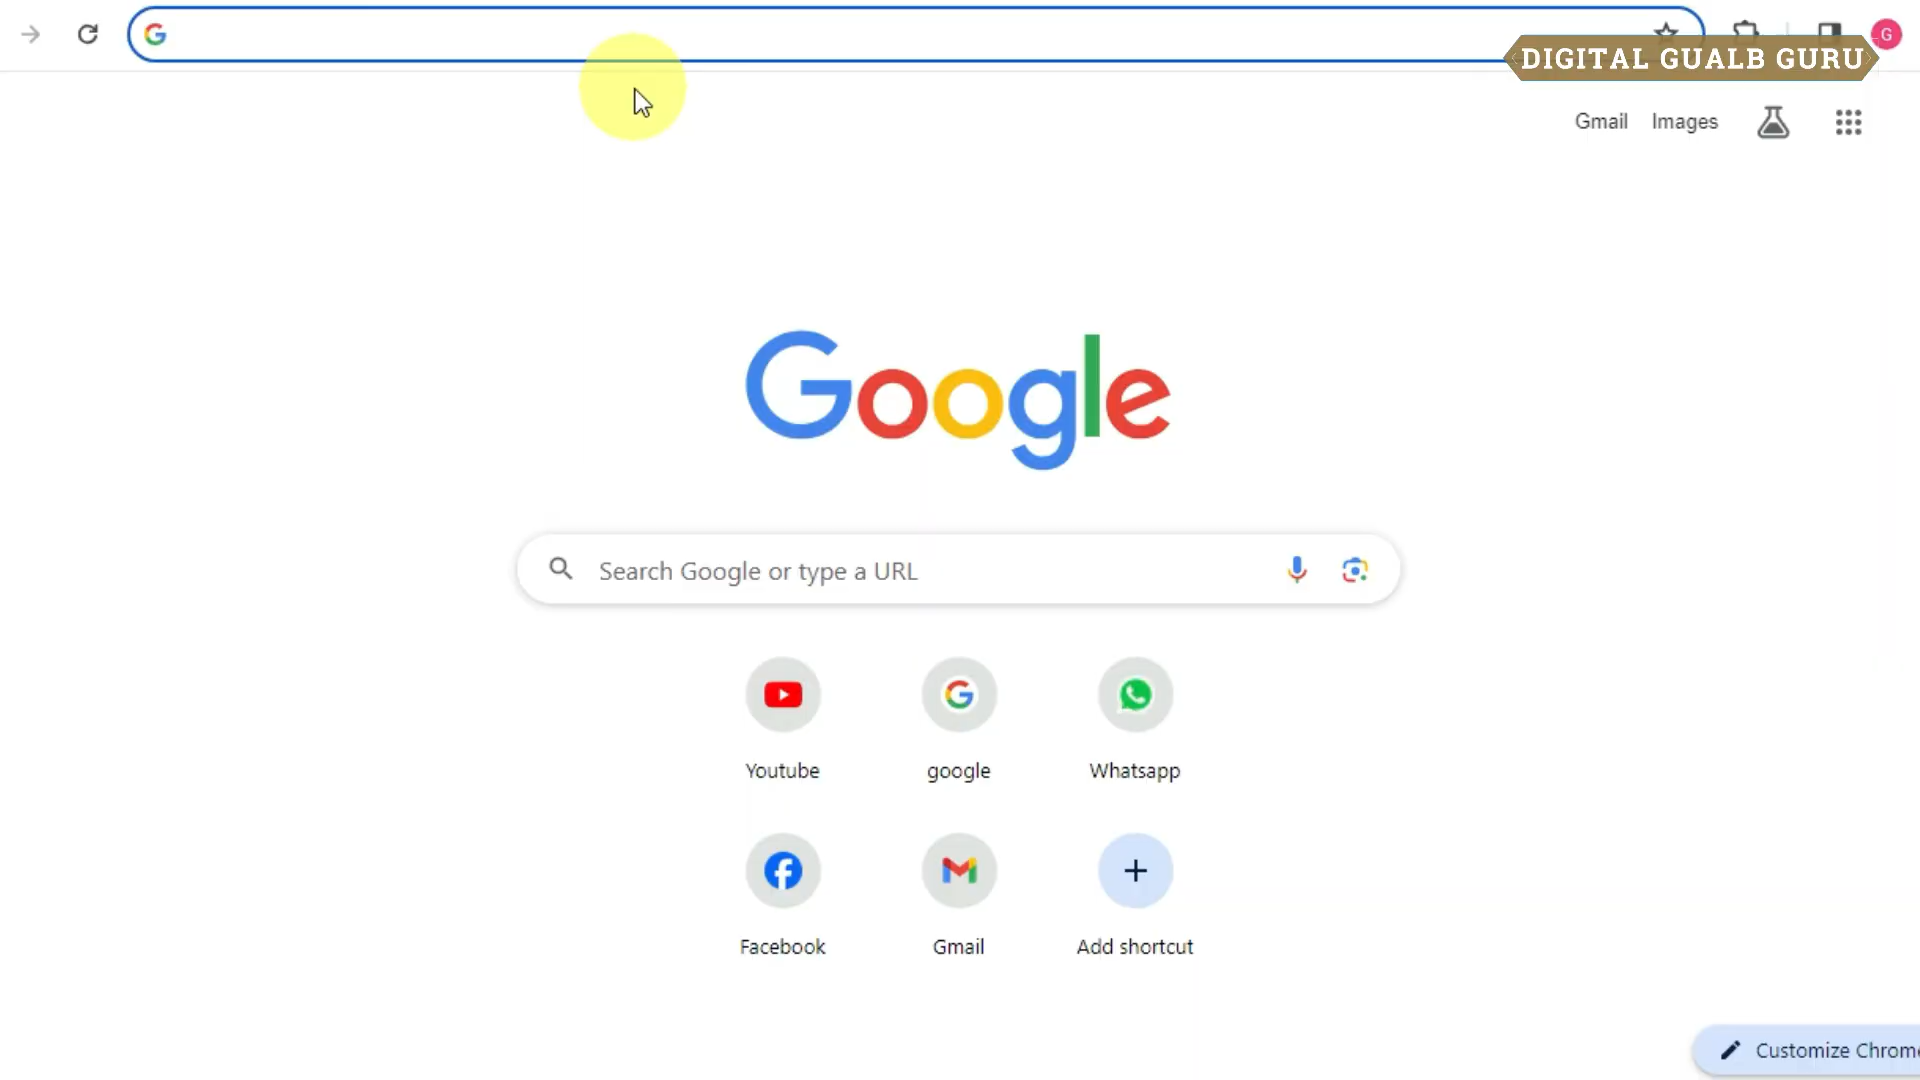 G
DIGITAL GUALB GURU
Gmail Images
Google
Search Google or type a URL
Youtube google Whatsapp
Facebook Gmail Add shortcut
Customize Chrome